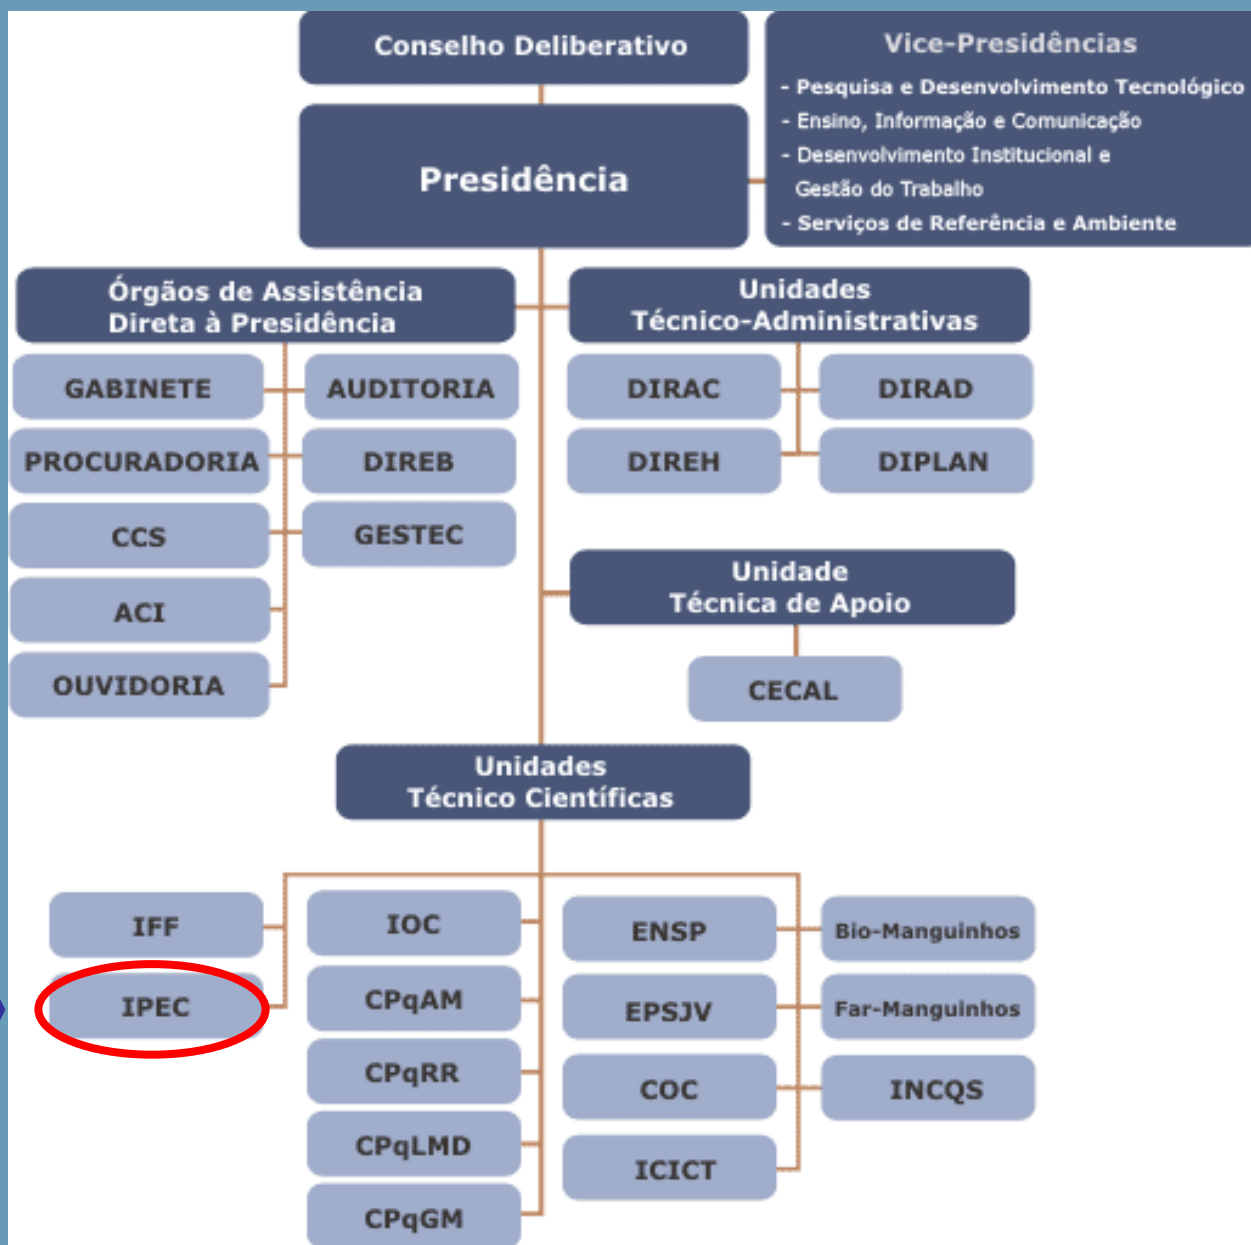 Conselho Deliberativo
Vice-Presidências
- Pesquisa e Desenvolvimento Tecnológico
- Ensino, Informação e Comunicação
- Desenvolvimento Institucional e
Gestão do Trabalho
- Serviços de Referência e Ambiente
Presidência
Órgãos de Assistência
Direta à Presidência
GABINETE
AUDITORIA
PROCURADORIA
DIREB
CCS
GESTEC
ACI
OUVIDORIA
Unidades
Técnico-Administrativas
DIRAC
DIRAD
DIREH
DIPLAN
Unidade
Técnica de Apoio
CECAL
Unidades
Técnico Científicas
IFF
IPEC
IOC
CPqAM
CPqRR
CPqLMD
CPqGM
ENSP
EPSJV
COC
ICICT
Bio-Manguinhos
Far-Manguinhos
INCQS